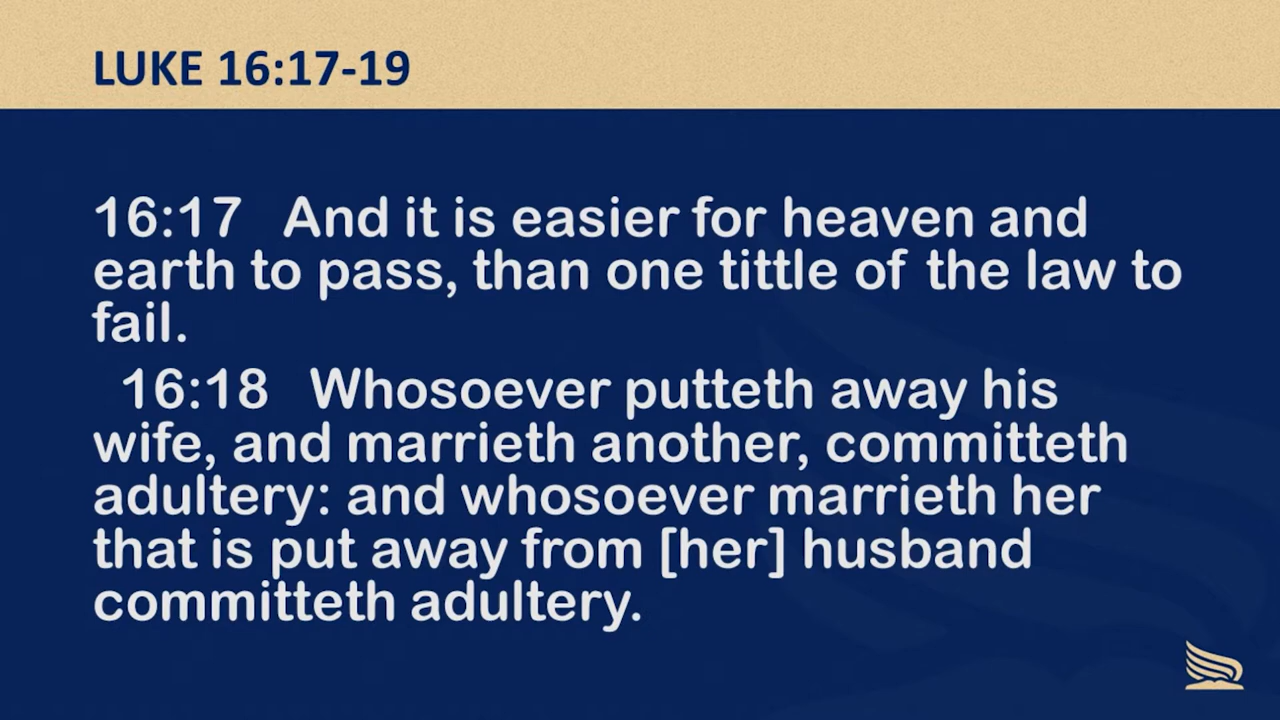 LUKE 16:17-19
16:17 And it is easier for heaven and
earth to pass, than one tittle of the law to
fail.
16:18 Whosoever putteth away his
wife, and marrieth another, committeth
adultery: and whosoever marrieth her
that is put away from [her] husband
committeth adultery.